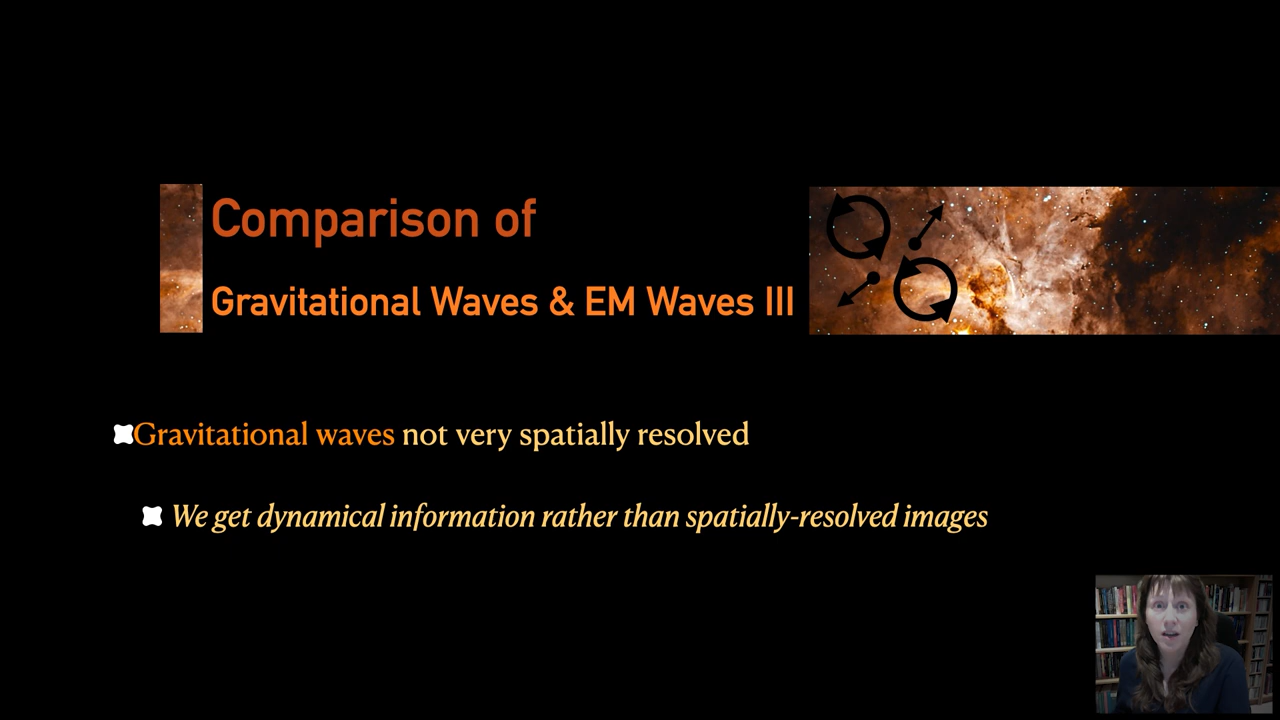 Comparison of
Gravitational Waves & EM Waves III
Gravitational waves not very spatially resolved
We get dynamical information rather than spatially-resolved images